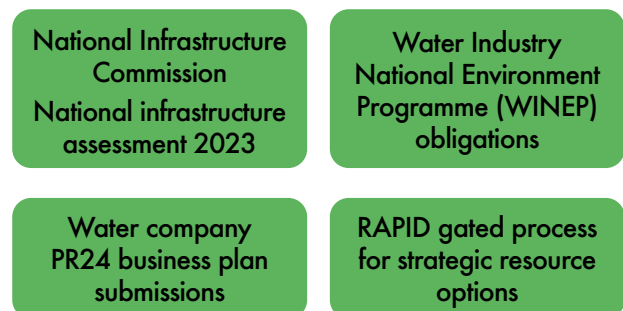 National Infrastructure
Commission
National infrastructure
assessment 2023
Water Industry
National Environment
Programme (WINEP)
obligations
Water company
PR24 business plan
submissions
RAPID gated process
for strategic resource
options